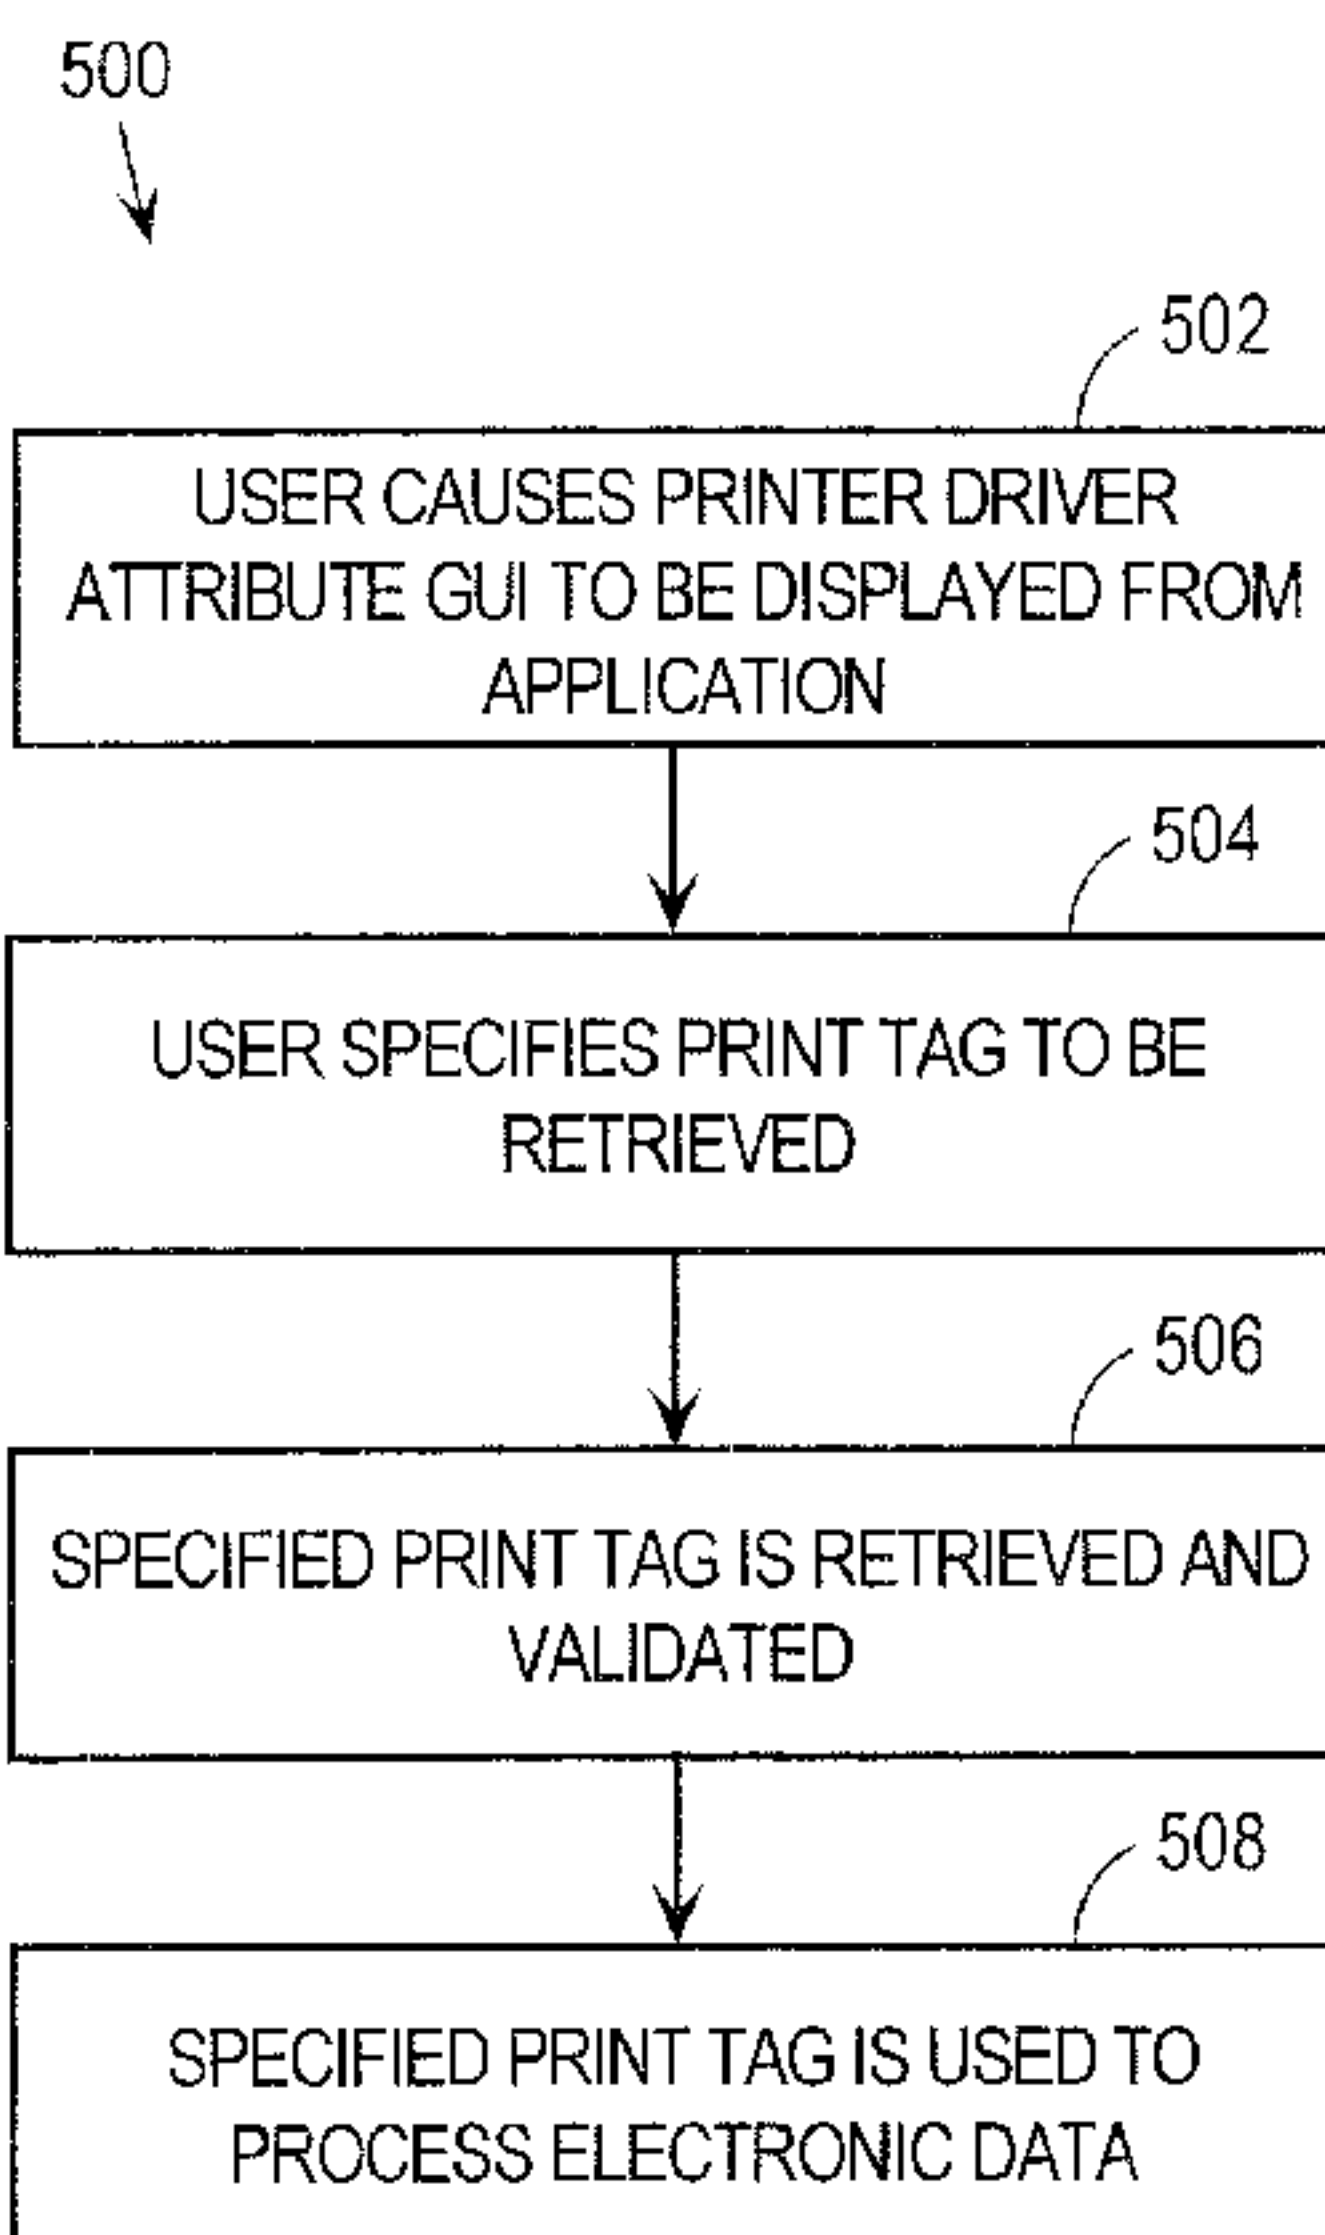 500
502
USER CAUSES PRINTER DRIVER
ATTRIBUTE GUI TO BE DISPLAYED FROM
APPLICATION
504
USER SPECIFIES PRINT TAG TO BE
RETRIEVED
506
SPECIFIED PRINT TAG IS RETRIEVED AND
VALIDATED
508
SPECIFIED PRINT TAG IS USED TO
PROCESS ELECTRONIC DATA